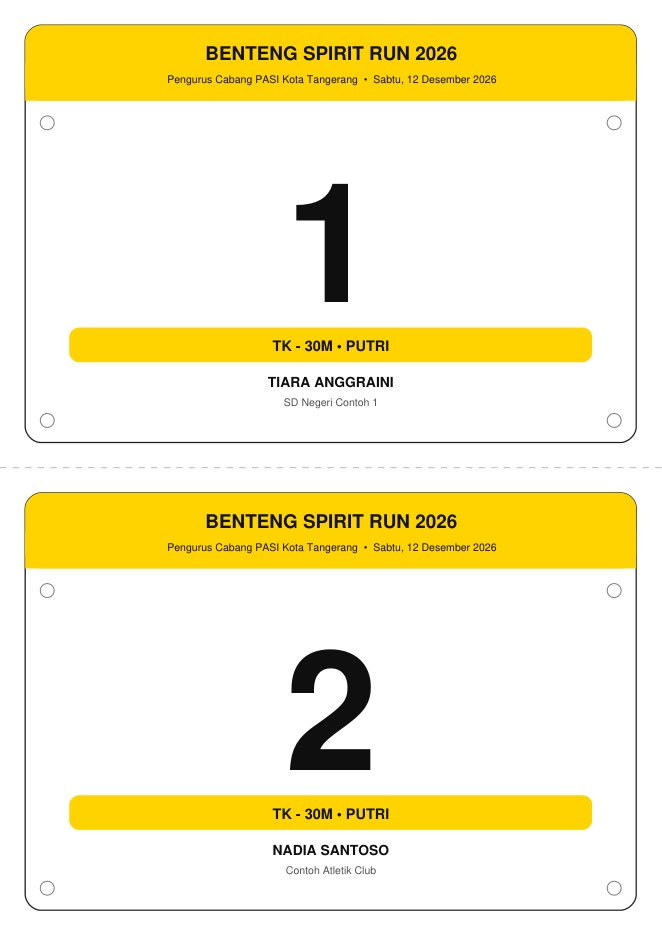 BENTENG SPIRIT RUN 2026
Pengurus Cabang PASI Kota Tangerang • Sabtu, 12 Desember 2026
1
TK - 30M • PUTRI
TIARA ANGGRAINI
SD Negeri Contoh 1
BENTENG SPIRIT RUN 2026
Pengurus Cabang PASI Kota Tangerang • Sabtu, 12 Desember 2026
2
TK - 30M • PUTRI
NADIA SANTOSO
Contoh Atletik Club